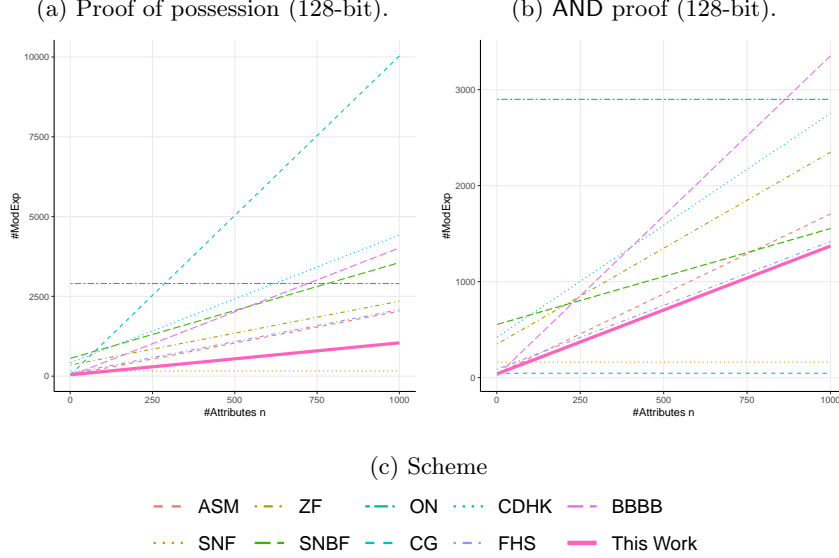 (a) Proof of possession (128-bit).
(b) AND proof (128-bit).
10000
7500
5000
2500
0
#ModExp
0 250 500 750 1000
#Attributes n
3000
2000
1000
0
#ModExp
0 250 500 750 1000
#Attributes n
(c) Scheme
ASM ZF ON CDHK BBBB
SNF SNBF CG FHS This Work